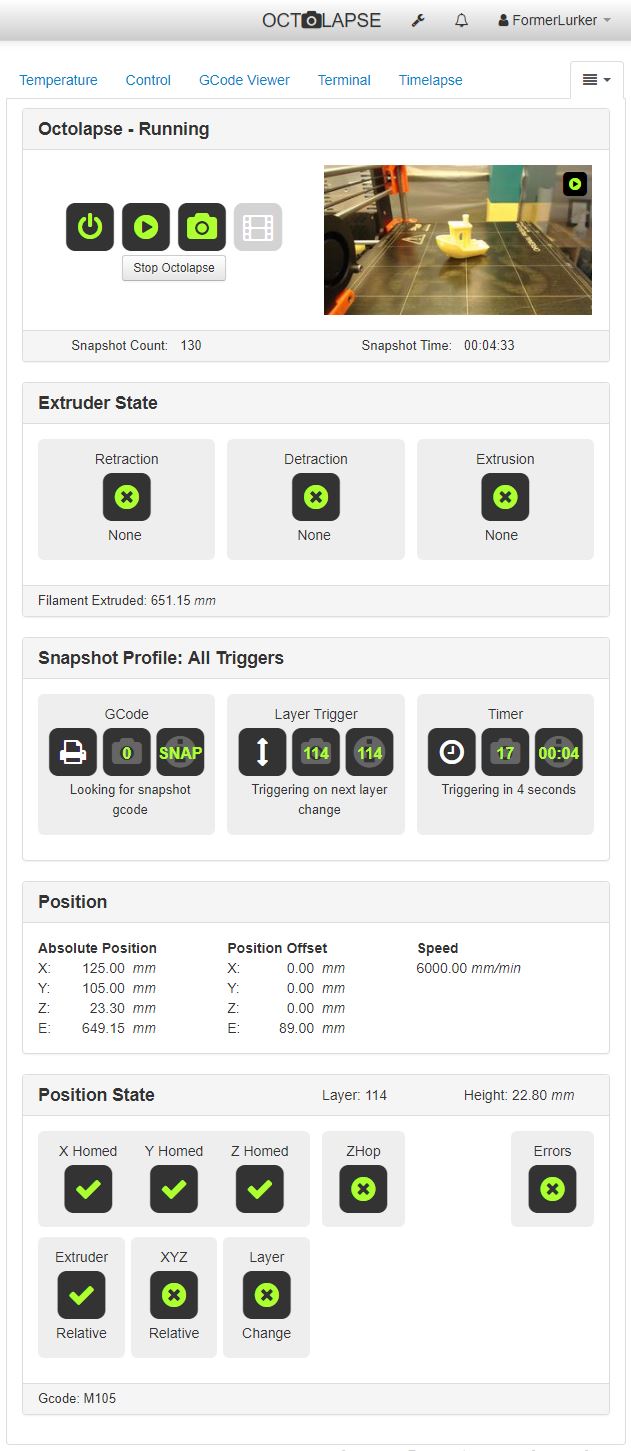 OCTOLAPSE FormerLurker
Temperature Control GCode Viewer Terminal Timelapse
Octolapse - Running
Stop Octolapse
Snapshot Count: 130 Snapshot Time: 00:04:33
Extruder State
Retraction Detraction Extrusion
None None None
Filament Extruded: 651.15 mm
Snapshot Profile: All Triggers
GCode Layer Trigger Timer
0 SNAP 114 114 17 00:04
Looking for snapshot Triggering on next layer Triggering in 4 seconds
gcode change
Position
Absolute Position Position Offset Speed
X: 125.00 mm X: 0.00 mm 6000.00 mm/min
Y: 105.00 mm Y: 0.00 mm
Z: 23.30 mm Z: 0.00 mm
E: 649.15 mm E: 89.00 mm
Position State Layer: 114 Height: 22.80 mm
X Homed Y Homed Z Homed ZHop Errors
Extruder XYZ Layer
Relative Relative Change
Gcode: M105